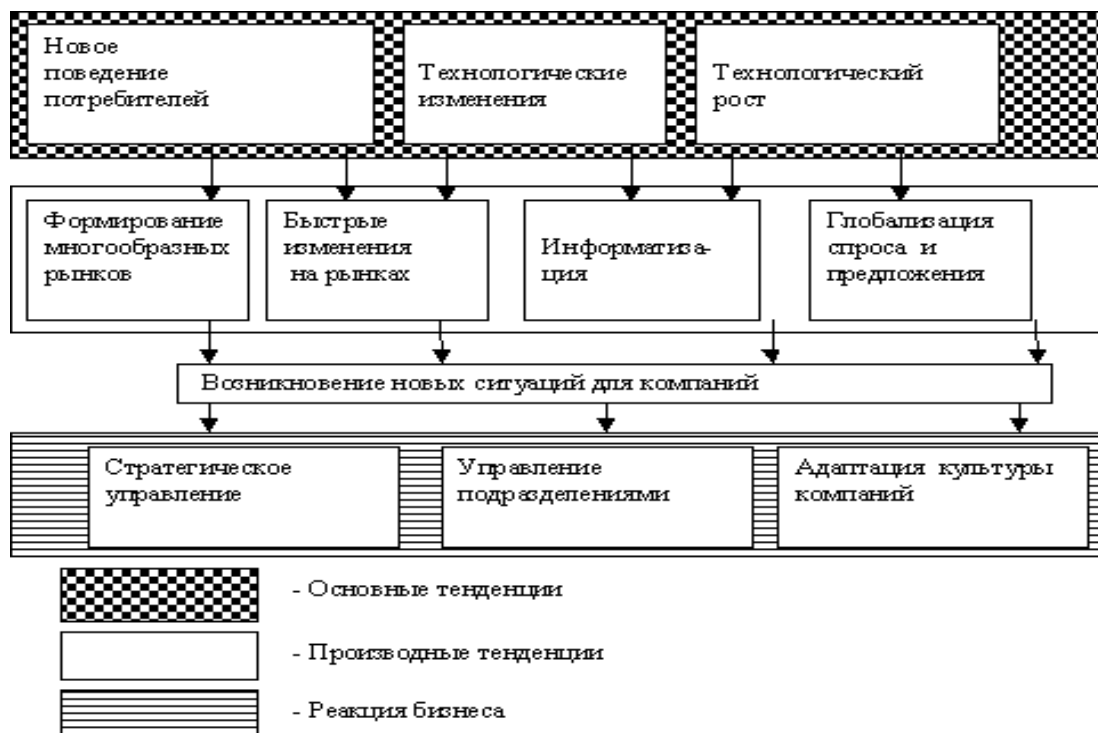 Новое
поведение
потребителей
Технологические
изменения
Технологический
рост
Формирование
многообразных
рынков
Быстрые
изменения
на рынках
Информатиза-
ция
Глобализация
спроса и
предложения
Возникновение новых ситуаций для компаний
Стратегическое
управление
Управление
подразделениями
Адаптация культуры
компаний
- Основные тенденции
- Производные тенденции
- Реакция бизнеса